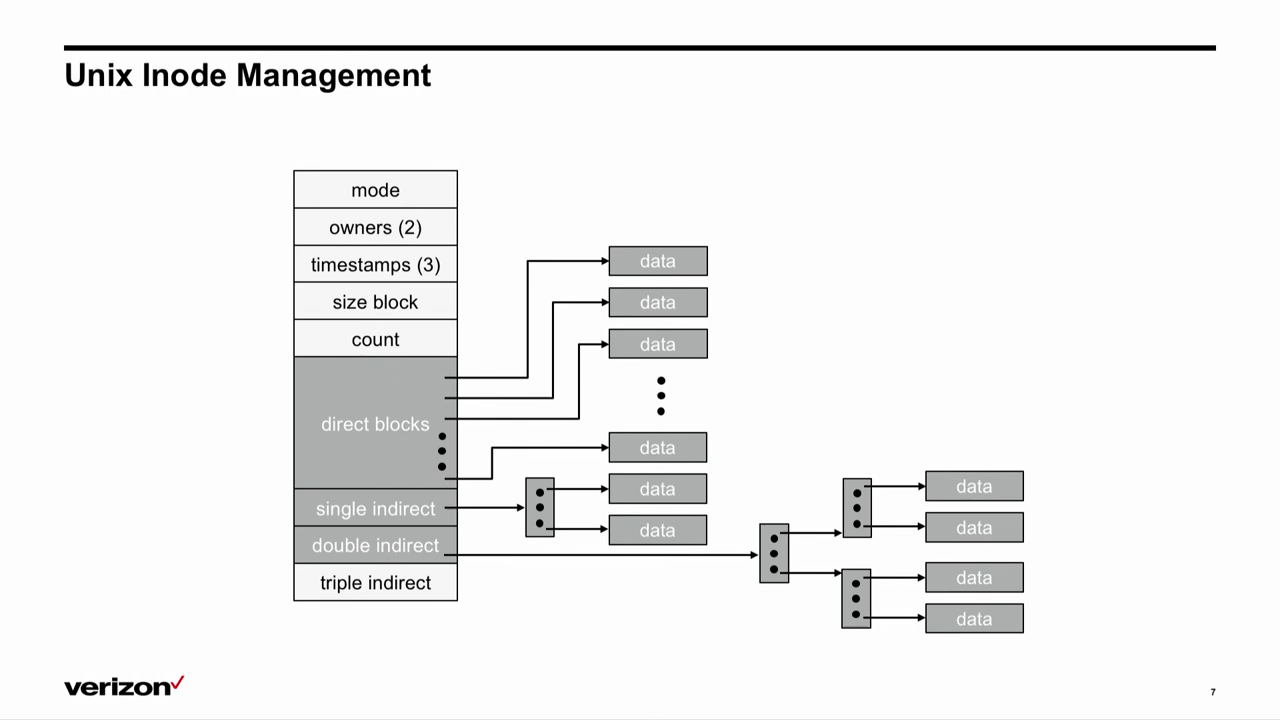 Unix Inode Management
mode
owners (2)
timestamps (3)
size block
count
direct blocks
single indirect
double indirect
triple indirect
data
data
data
data
data
data
data
data
data
data
verizon
7